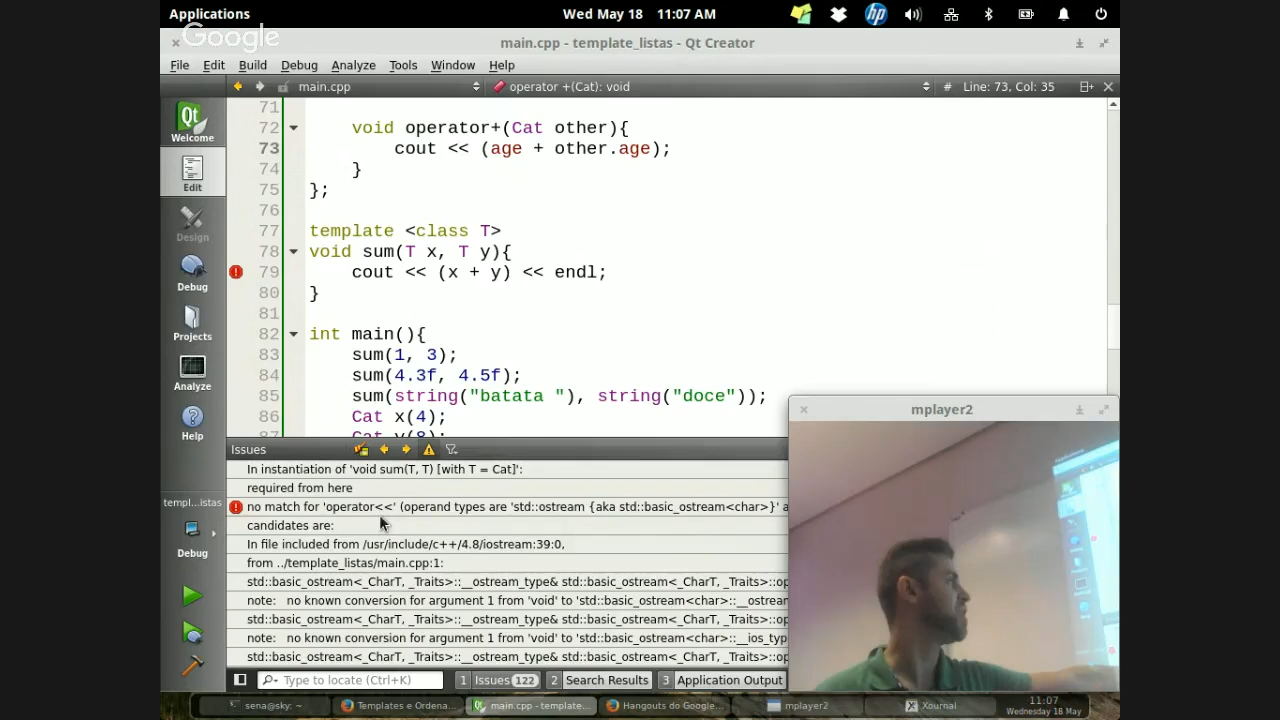 Applications
Wed May 18 11:07 AM
Google
main.cpp - template_listas - Qt Creator
File Edit Build Debug Analyze Tools Window Help
main.cpp
operator +(Cat): void
# Line: 73, Col: 35
71
72 void operator+(Cat other){
73 cout << (age + other.age);
74 }
75 };
76
77 template <class T>
78 void sum(T x, T y){
79 cout << (x + y) << endl;
80 }
81
82 int main(){
83 sum(1, 3);
84 sum(4.3f, 4.5f);
85 sum(string("batata "), string("doce"));
86 Cat x(4);
87 Cat y(8);
Qt
Welcome
Edit
Design
Debug
Projects
Analyze
Help
templ...istas
Debug
Issues
In instantiation of 'void sum(T, T) [with T = Cat]':
required from here
no match for 'operator<<' (operand types are 'std::ostream {aka std::basic_ostream<char>}' a
candidates are:
In file included from /usr/include/c++/4.8/iostream:39:0,
from ../template_listas/main.cpp:1:
std::basic_ostream<_CharT, _Traits>::__ostream_type& std::basic_ostream<_CharT, _Traits>::op
note: no known conversion for argument 1 from 'void' to 'std::basic_ostream<char>::__ostream
std::basic_ostream<_CharT, _Traits>::__ostream_type& std::basic_ostream<_CharT, _Traits>::op
note: no known conversion for argument 1 from 'void' to 'std::basic_ostream<char>::__ios_typ
std::basic_ostream<_CharT, _Traits>::__ostream_type& std::basic_ostream<_CharT, _Traits>::op
Type to locate (Ctrl+K)
1 Issues 122
2 Search Results
3 Application Output
mplayer2
sena@sky: ~
Templates e Ordena...
main.cpp - template...
Hangouts do Google...
mplayer2
Xournal
11:07
Wednesday 18 May